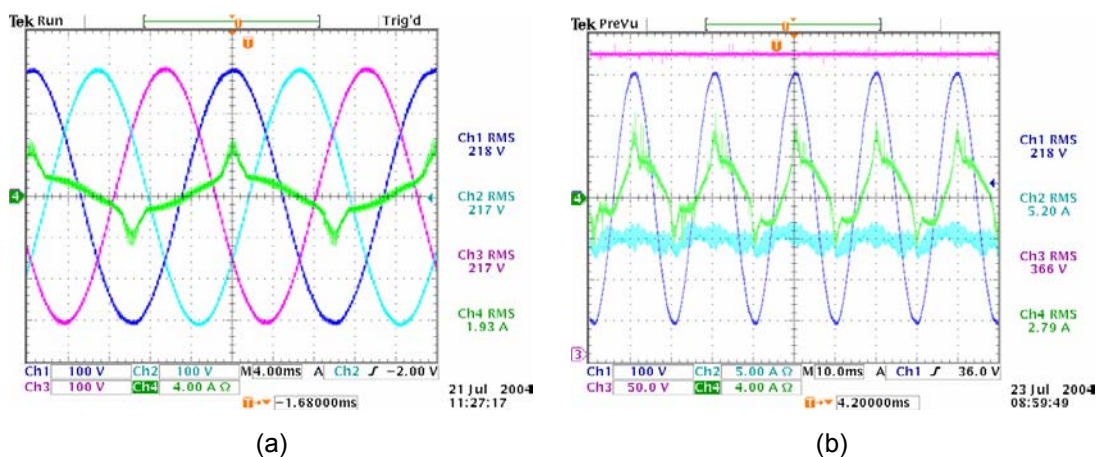 Tek Run Trig'd
T
T
4
Ch1 RMS
218 V
Ch2 RMS
217 V
Ch3 RMS
217 V
Ch4 RMS
1.93 A
Ch1 100 V Ch2 100 V M 4.00ms A Ch2 ∫ −2.00 V
Ch3 100 V Ch4 4.00 A Ω
21 Jul 2004
11:27:17
T→▼ −1.68000ms
(a)
Tek PreVu
T
T
4
3
Ch1 RMS
218 V
Ch2 RMS
5.20 A
Ch3 RMS
366 V
Ch4 RMS
2.79 A
Ch1 100 V Ch2 5.00 A Ω M 10.0ms A Ch1 ∫ 36.0 V
Ch3 50.0 V Ch4 4.00 A Ω
23 Jul 2004
08:59:49
T→▼ 4.20000ms
(b)